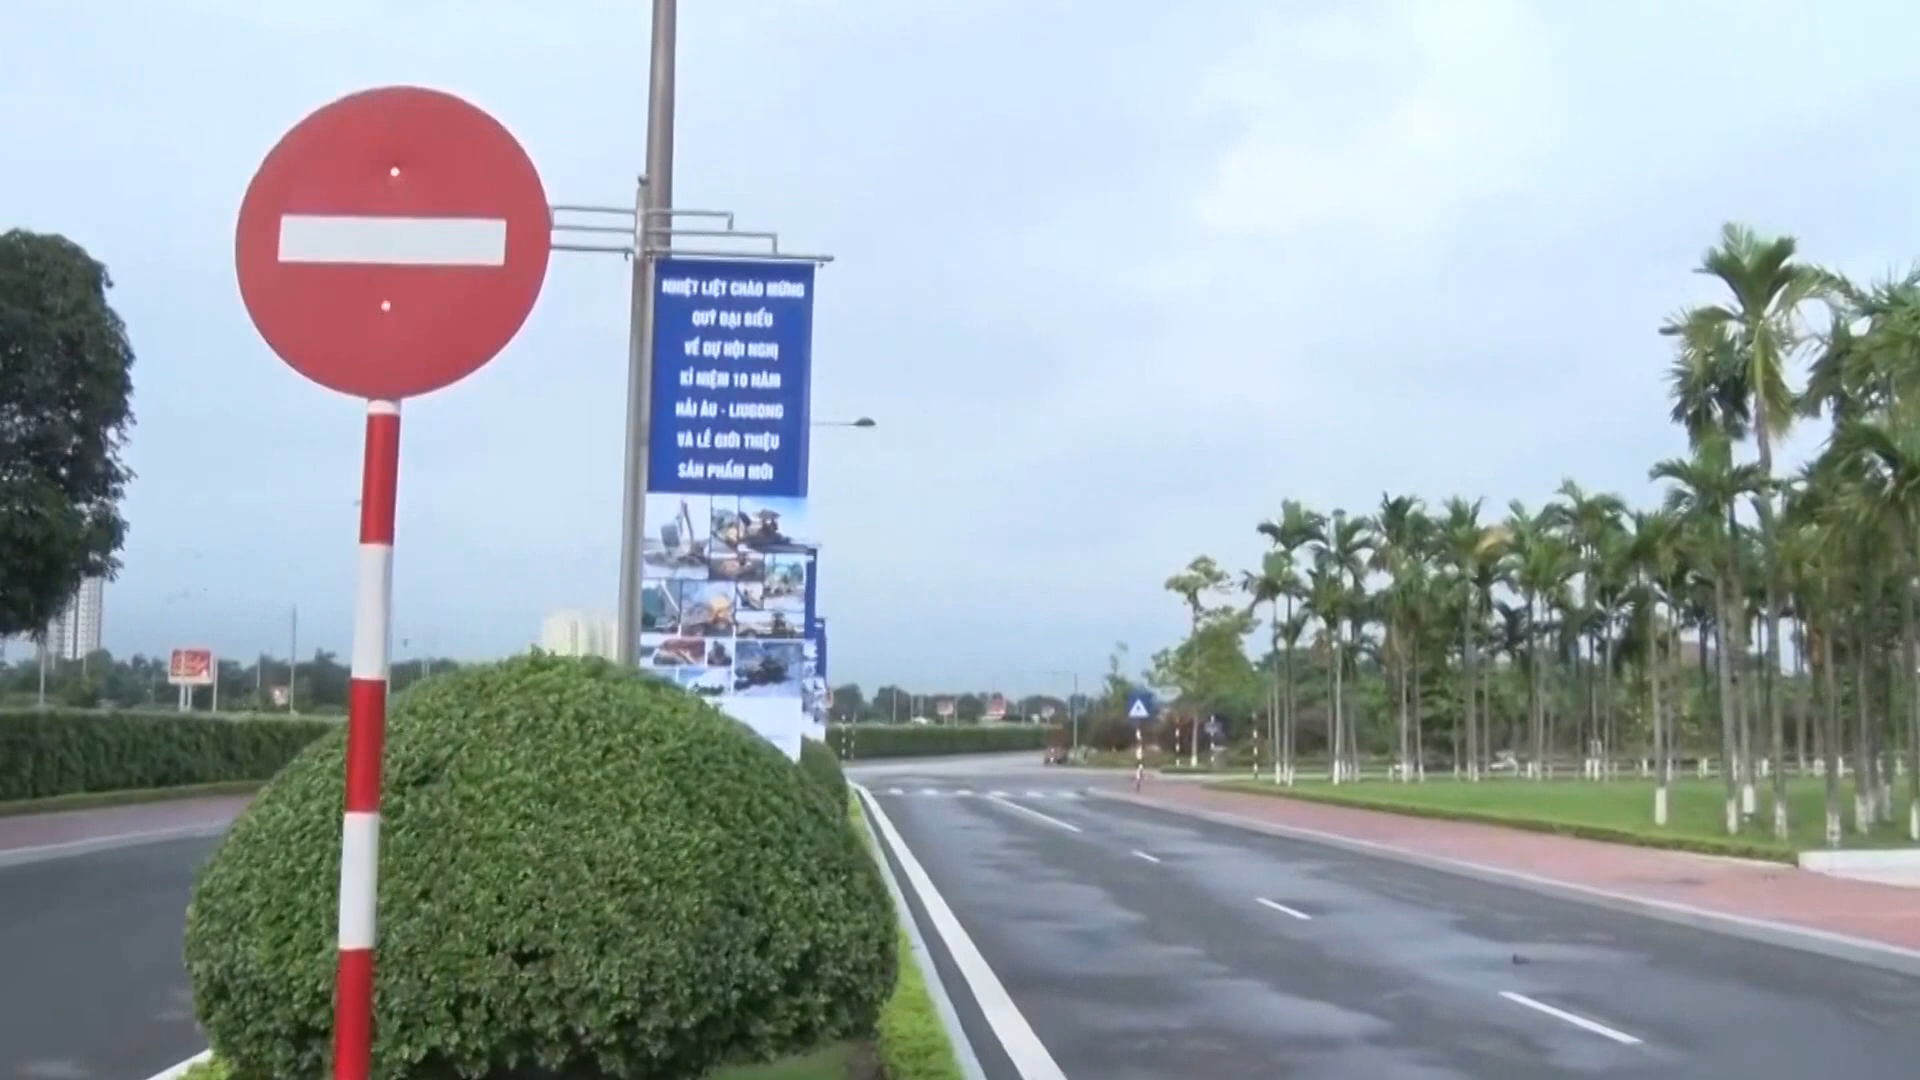 NHIỆT LIỆT CHÀO MỪNG
QUÝ ĐẠI BIỂU
VỀ DỰ HỘI NGHỊ
KỈ NIỆM 10 NĂM
HẢI ÂU - LIUGONG
VÀ LỄ GIỚI THIỆU
SẢN PHẨM MỚI